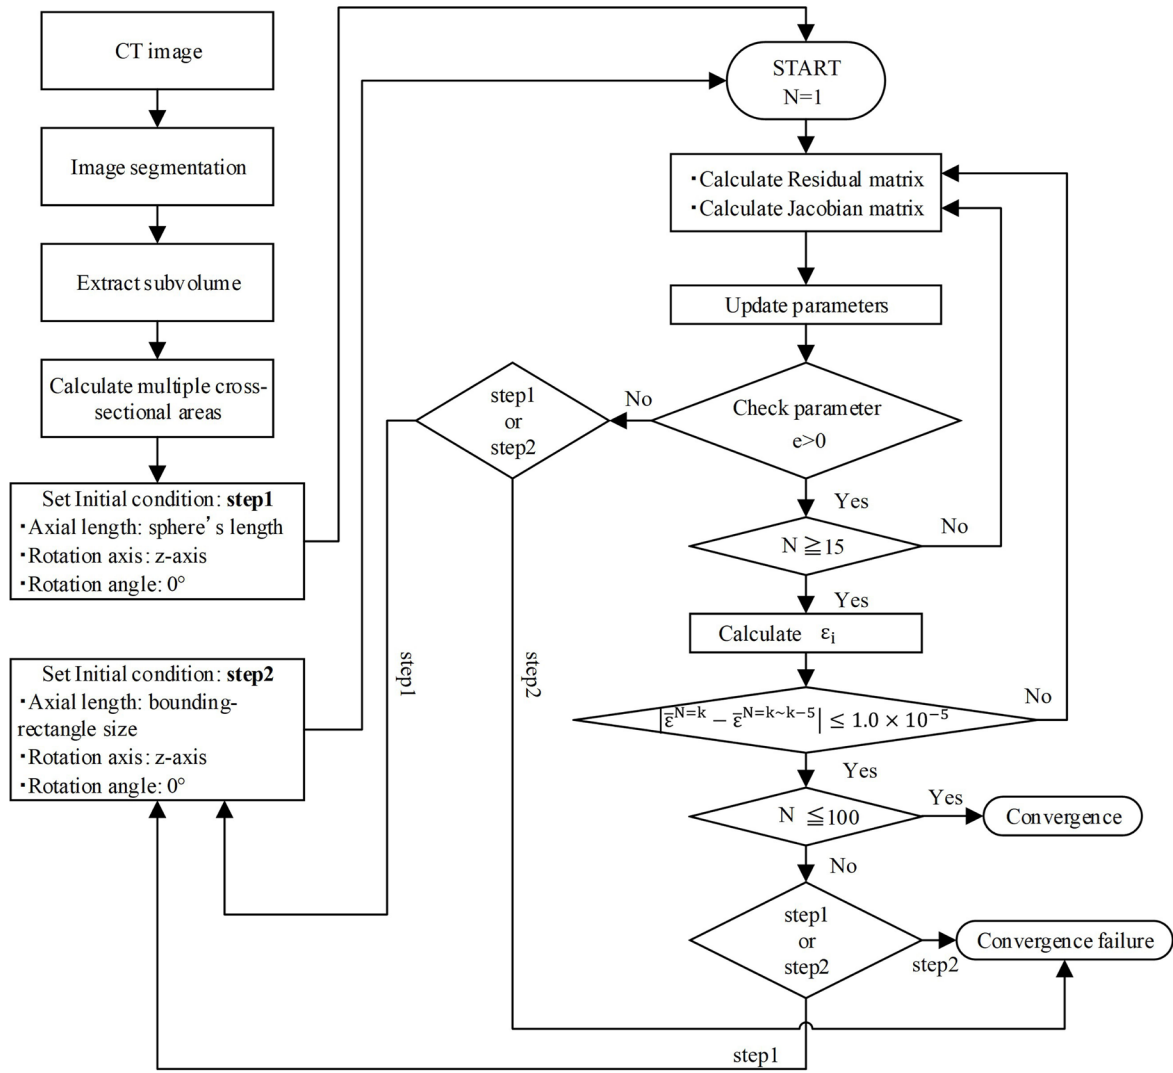 CT image
Image segmentation
Extract subvolume
Calculate multiple cross-
sectional areas
Set Initial condition: step1
・Axial length: sphere's length
・Rotation axis: z-axis
・Rotation angle: 0°
Set Initial condition: step2
・Axial length: bounding-
rectangle size
・Rotation axis: z-axis
・Rotation angle: 0°
START
N=1
・Calculate Residual matrix
・Calculate Jacobian matrix
Update parameters
Check parameter
e>0
No
step1
or
step2
step1
step2
Yes
N ≧15
No
Yes
Calculate ε_i
|ε̅^{N=k} − ε̅^{N=k~k−5}| ≤ 1.0 × 10^{−5}
No
Yes
N ≦100
Yes
Convergence
No
step1
or
step2
step2
Convergence failure
step1